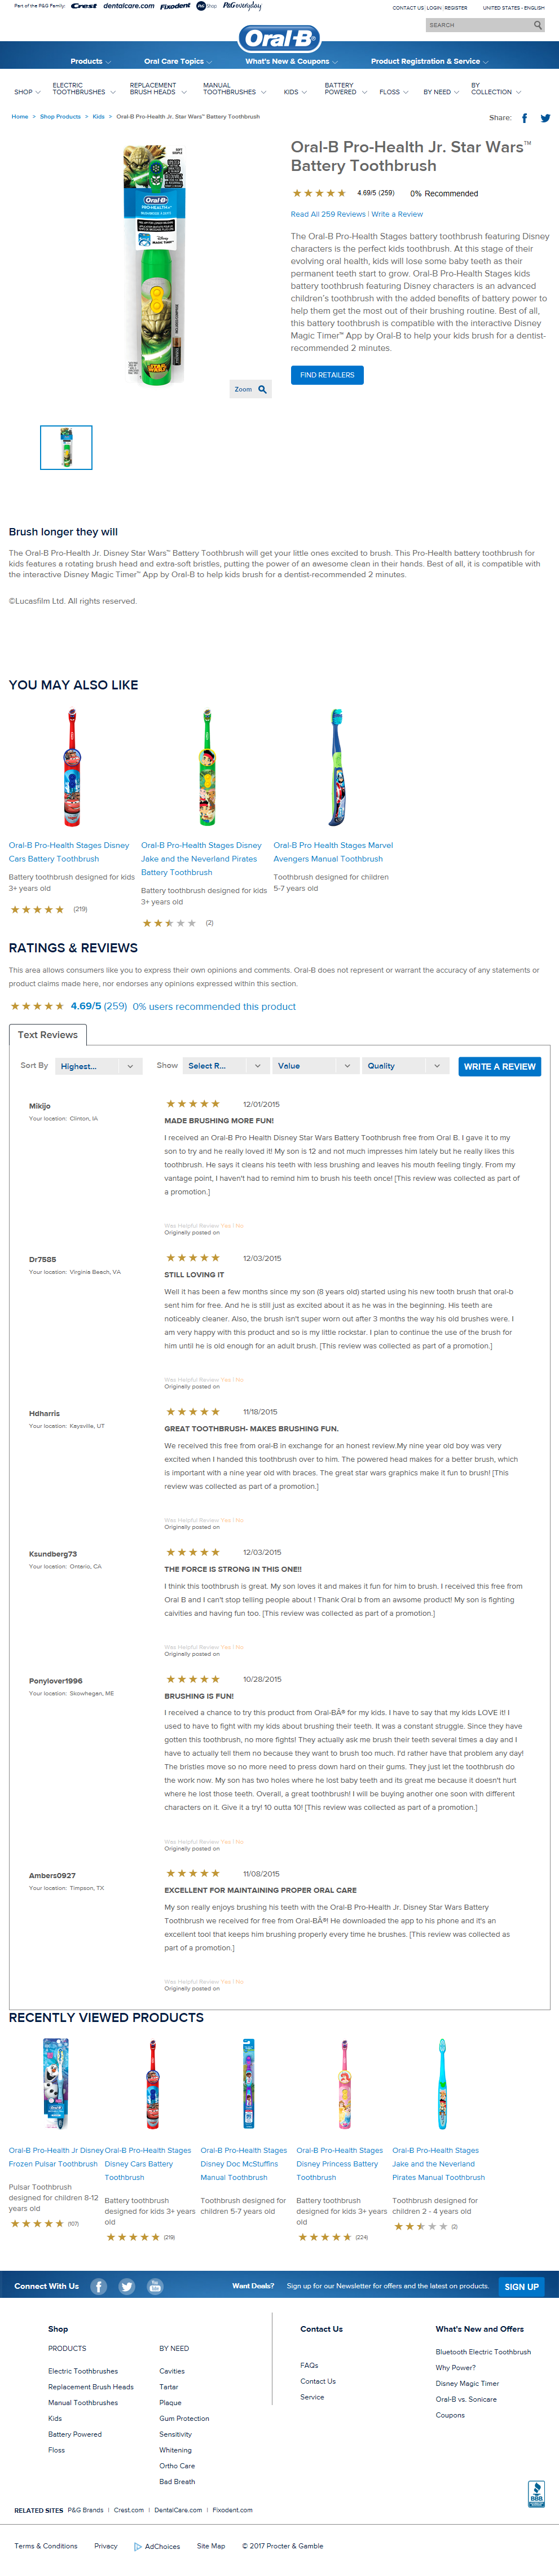 Part of the P&G Family: Crest dentalcare.com Fixodent P&G Shop P&G everyday
CONTACT US LOGIN | REGISTER UNITED STATES - ENGLISH
SEARCH
Oral-B
Products Oral Care Topics What's New & Coupons Product Registration & Service
SHOP ELECTRIC TOOTHBRUSHES REPLACEMENT BRUSH HEADS MANUAL TOOTHBRUSHES KIDS BATTERY POWERED FLOSS BY NEED BY COLLECTION
Home > Shop Products > Kids > Oral-B Pro-Health Jr. Star Wars™ Battery Toothbrush
Share:
Oral-B Pro-Health Jr. Star Wars™
Battery Toothbrush
4.69/5 (259) 0% Recommended
Read All 259 Reviews | Write a Review
The Oral-B Pro-Health Stages battery toothbrush featuring Disney
characters is the perfect kids toothbrush. At this stage of their
evolving oral health, kids will lose some baby teeth as their
permanent teeth start to grow. Oral-B Pro-Health Stages kids
battery toothbrush featuring Disney characters is an advanced
children's toothbrush with the added benefits of battery power to
help them get the most out of their brushing routine. Best of all,
this battery toothbrush is compatible with the interactive Disney
Magic Timer™ App by Oral-B to help your kids brush for a dentist-
recommended 2 minutes.
FIND RETAILERS
Zoom
Brush longer they will
The Oral-B Pro-Health Jr. Disney Star Wars™ Battery Toothbrush will get your little ones excited to brush. This Pro-Health battery toothbrush for
kids features a rotating brush head and extra-soft bristles, putting the power of an awesome clean in their hands. Best of all, it is compatible with
the interactive Disney Magic Timer™ App by Oral-B to help kids brush for a dentist-recommended 2 minutes.
©Lucasfilm Ltd. All rights reserved.
YOU MAY ALSO LIKE
Oral-B Pro-Health Stages Disney
Cars Battery Toothbrush
Battery toothbrush designed for kids
3+ years old
(219)
Oral-B Pro-Health Stages Disney
Jake and the Neverland Pirates
Battery Toothbrush
Battery toothbrush designed for kids
3+ years old
(2)
Oral-B Pro Health Stages Marvel
Avengers Manual Toothbrush
Toothbrush designed for children
5-7 years old
RATINGS & REVIEWS
This area allows consumers like you to express their own opinions and comments. Oral-B does not represent or warrant the accuracy of any statements or
product claims made here, nor endorses any opinions expressed within this section.
4.69/5 (259) 0% users recommended this product
Text Reviews
Sort By Highest... Show Select R... Value Quality WRITE A REVIEW
Mikijo
Your location: Clinton, IA
12/01/2015
MADE BRUSHING MORE FUN!
I received an Oral-B Pro Health Disney Star Wars Battery Toothbrush free from Oral B. I gave it to my
son to try and he really loved it! My son is 12 and not much impresses him lately but he really likes this
toothbrush. He says it cleans his teeth with less brushing and leaves his mouth feeling tingly. From my
vantage point, I haven't had to remind him to brush his teeth once! [This review was collected as part of
a promotion.]
Was Helpful Review Yes | No
Originally posted on
Dr7585
Your location: Virginia Beach, VA
12/03/2015
STILL LOVING IT
Well it has been a few months since my son (8 years old) started using his new tooth brush that oral-b
sent him for free. And he is still just as excited about it as he was in the beginning. His teeth are
noticeably cleaner. Also, the brush isn't super worn out after 3 months the way his old brushes were. I
am very happy with this product and so is my little rockstar. I plan to continue the use of the brush for
him until he is old enough for an adult brush. [This review was collected as part of a promotion.]
Was Helpful Review Yes | No
Originally posted on
Hdharris
Your location: Kaysville, UT
11/18/2015
GREAT TOOTHBRUSH- MAKES BRUSHING FUN.
We received this free from oral-B in exchange for an honest review.My nine year old boy was very
excited when I handed this toothbrush over to him. The powered head makes for a better brush, which
is important with a nine year old with braces. The great star wars graphics make it fun to brush! [This
review was collected as part of a promotion.]
Was Helpful Review Yes | No
Originally posted on
Ksundberg73
Your location: Ontario, CA
12/03/2015
THE FORCE IS STRONG IN THIS ONE!!
I think this toothbrush is great. My son loves it and makes it fun for him to brush. I received this free from
Oral B and I can't stop telling people about ! Thank Oral b from an awsome product! My son is fighting
caivities and having fun too. [This review was collected as part of a promotion.]
Was Helpful Review Yes | No
Originally posted on
Ponylover1996
Your location: Skowhegan, ME
10/28/2015
BRUSHING IS FUN!
I received a chance to try this product from Oral-BÂ® for my kids. I have to say that my kids LOVE it! I
used to have to fight with my kids about brushing their teeth. It was a constant struggle. Since they have
gotten this toothbrush, no more fights! They actually ask me brush their teeth several times a day and I
have to actually tell them no because they want to brush too much. I'd rather have that problem any day!
The bristles move so no more need to press down hard on their gums. They just let the toothbrush do
the work now. My son has two holes where he lost baby teeth and its great me because it doesn't hurt
where he lost those teeth. Overall, a great toothbrush! I will be buying another one soon with different
characters on it. Give it a try! 10 outta 10! [This review was collected as part of a promotion.]
Was Helpful Review Yes | No
Originally posted on
Ambers0927
Your location: Timpson, TX
11/08/2015
EXCELLENT FOR MAINTAINING PROPER ORAL CARE
My son really enjoys brushing his teeth with the Oral-B Pro-Health Jr. Disney Star Wars Battery
Toothbrush we received for free from Oral-BÂ®! He downloaded the app to his phone and it's an
excellent tool that keeps him brushing properly every time he brushes. [This review was collected as
part of a promotion.]
Was Helpful Review Yes | No
Originally posted on
RECENTLY VIEWED PRODUCTS
Oral-B Pro-Health Jr Disney
Frozen Pulsar Toothbrush
Pulsar Toothbrush
designed for children 8-12
years old
(107)
Oral-B Pro-Health Stages
Disney Cars Battery
Toothbrush
Battery toothbrush
designed for kids 3+ years
old
(219)
Oral-B Pro-Health Stages
Disney Doc McStuffins
Manual Toothbrush
Toothbrush designed for
children 5-7 years old
Oral-B Pro-Health Stages
Disney Princess Battery
Toothbrush
Battery toothbrush
designed for kids 3+ years
old
(224)
Oral-B Pro-Health Stages
Jake and the Neverland
Pirates Manual Toothbrush
Toothbrush designed for
children 2 - 4 years old
(2)
Connect With Us Want Deals? Sign up for our Newsletter for offers and the latest on products. SIGN UP
Shop
PRODUCTS
Electric Toothbrushes
Replacement Brush Heads
Manual Toothbrushes
Kids
Battery Powered
Floss
BY NEED
Cavities
Tartar
Plaque
Gum Protection
Sensitivity
Whitening
Ortho Care
Bad Breath
Contact Us
FAQs
Contact Us
Service
What's New and Offers
Bluetooth Electric Toothbrush
Why Power?
Disney Magic Timer
Oral-B vs. Sonicare
Coupons
BBB
RELATED SITES P&G Brands | Crest.com | DentalCare.com | Fixodent.com
Terms & Conditions Privacy AdChoices Site Map © 2017 Procter & Gamble